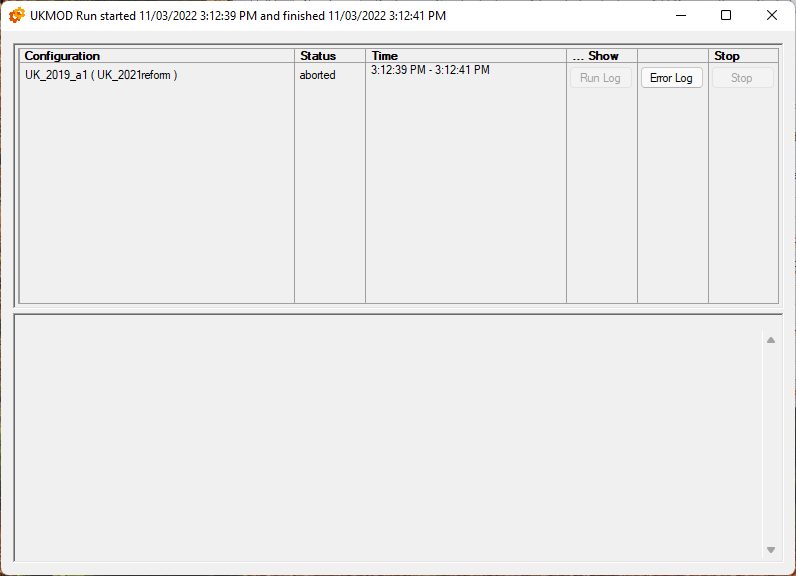 UKMOD Run started 11/03/2022 3:12:39 PM and finished 11/03/2022 3:12:41 PM
Configuration Status Time ... Show Stop
UK_2019_a1 ( UK_2021reform ) aborted 3:12:39 PM - 3:12:41 PM Run Log Error Log Stop